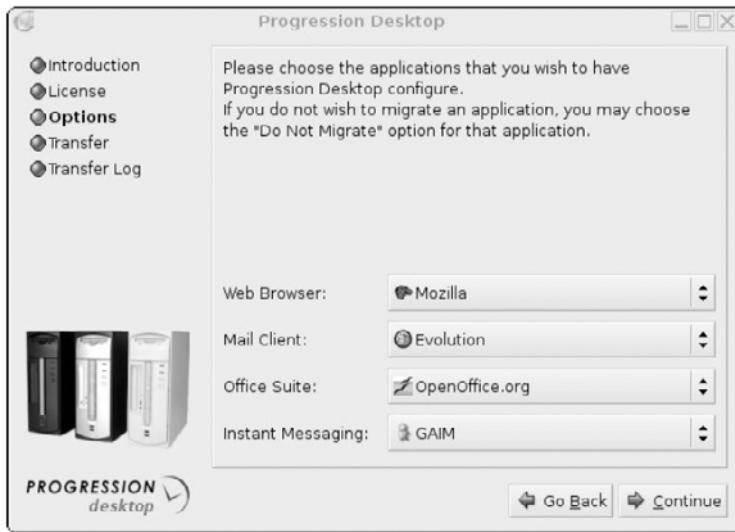 Progression Desktop
Introduction
License
Options
Transfer
Transfer Log
Please choose the applications that you wish to have
Progression Desktop configure.
If you do not wish to migrate an application, you may choose
the "Do Not Migrate" option for that application.
Web Browser:
Mozilla
Mail Client:
Evolution
Office Suite:
OpenOffice.org
Instant Messaging:
GAIM
PROGRESSION
desktop
Go Back
Continue